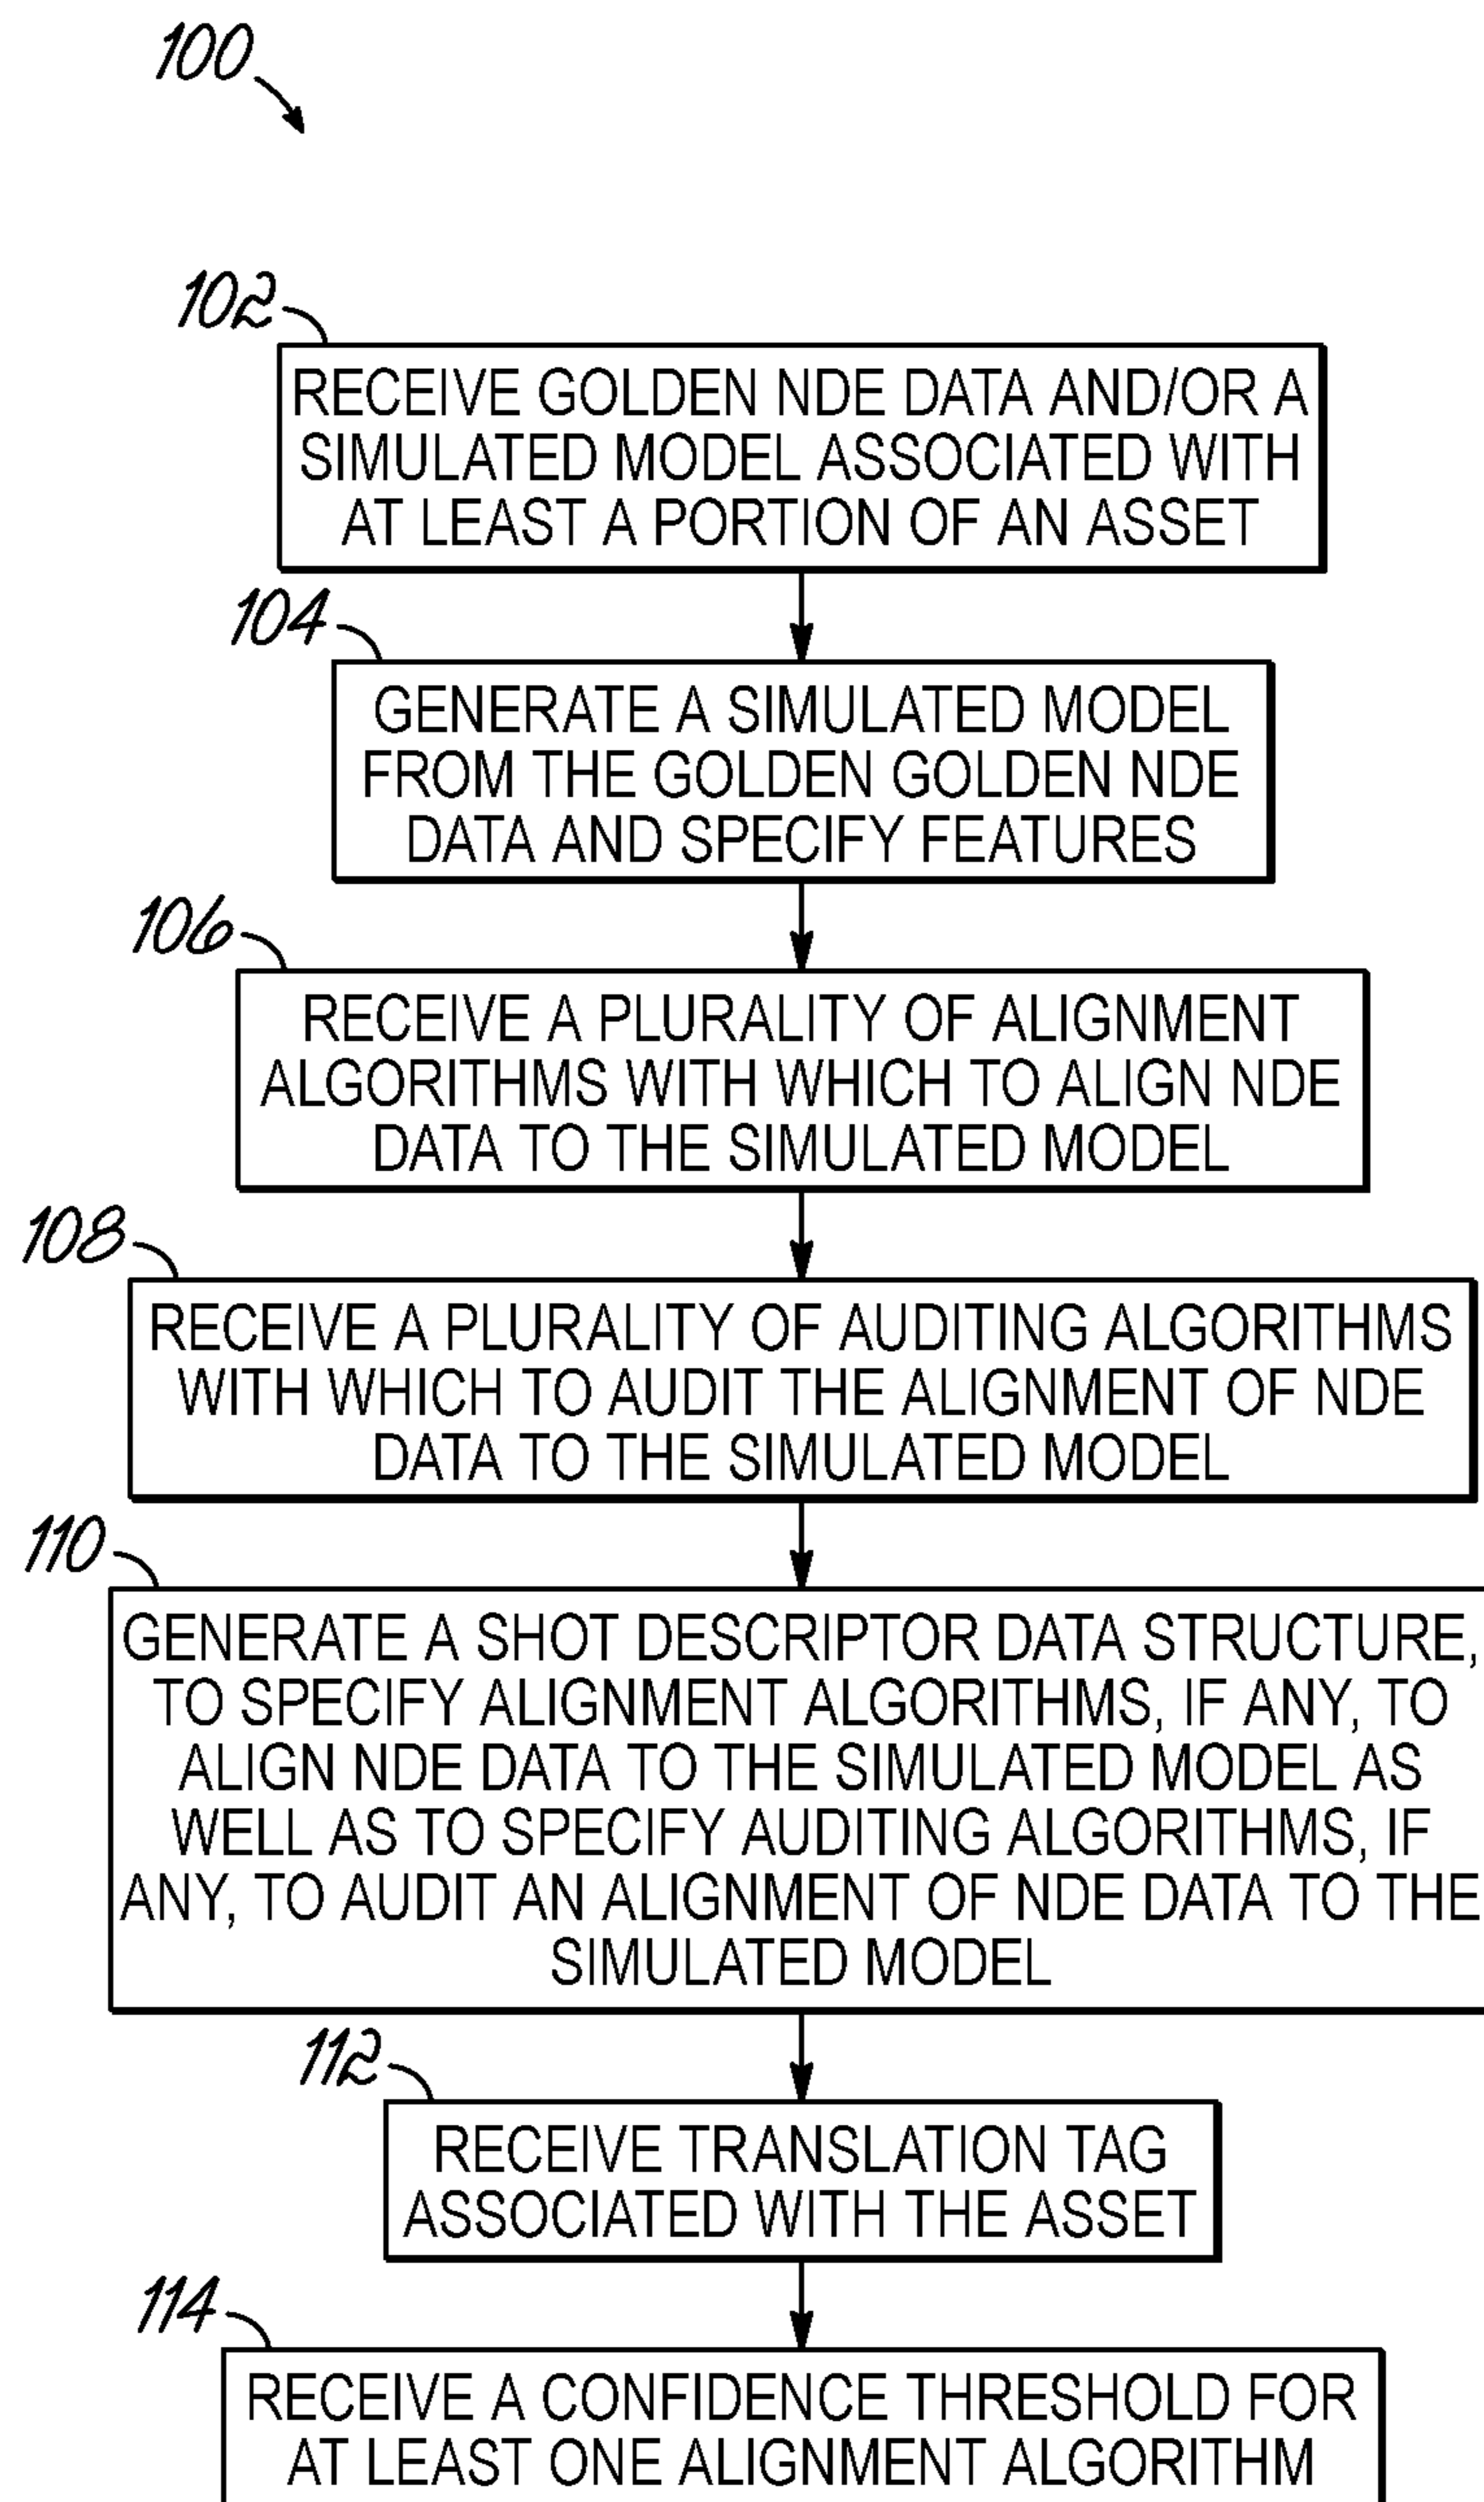 100
102
RECEIVE GOLDEN NDE DATA AND/OR A
SIMULATED MODEL ASSOCIATED WITH
AT LEAST A PORTION OF AN ASSET
104
GENERATE A SIMULATED MODEL
FROM THE GOLDEN GOLDEN NDE
DATA AND SPECIFY FEATURES
106
RECEIVE A PLURALITY OF ALIGNMENT
ALGORITHMS WITH WHICH TO ALIGN NDE
DATA TO THE SIMULATED MODEL
108
RECEIVE A PLURALITY OF AUDITING ALGORITHMS
WITH WHICH TO AUDIT THE ALIGNMENT OF NDE
DATA TO THE SIMULATED MODEL
110
GENERATE A SHOT DESCRIPTOR DATA STRUCTURE,
TO SPECIFY ALIGNMENT ALGORITHMS, IF ANY, TO
ALIGN NDE DATA TO THE SIMULATED MODEL AS
WELL AS TO SPECIFY AUDITING ALGORITHMS, IF
ANY, TO AUDIT AN ALIGNMENT OF NDE DATA TO THE
SIMULATED MODEL
112
RECEIVE TRANSLATION TAG
ASSOCIATED WITH THE ASSET
114
RECEIVE A CONFIDENCE THRESHOLD FOR
AT LEAST ONE ALIGNMENT ALGORITHM